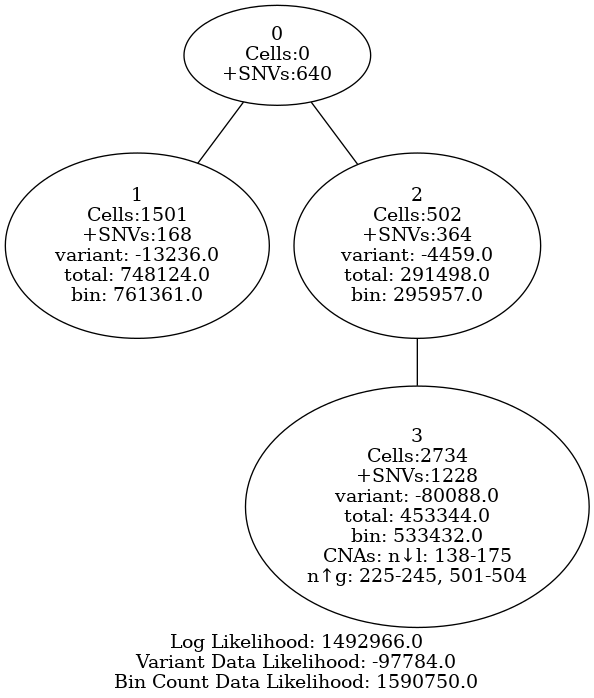 0
Cells:0
+SNVs:640
1
Cells:1501
+SNVs:168
variant: -13236.0
total: 748124.0
bin: 761361.0
2
Cells:502
+SNVs:364
variant: -4459.0
total: 291498.0
bin: 295957.0
3
Cells:2734
+SNVs:1228
variant: -80088.0
total: 453344.0
bin: 533432.0
CNAs: n↓l: 138-175
n↑g: 225-245, 501-504
Log Likelihood: 1492966.0
Variant Data Likelihood: -97784.0
Bin Count Data Likelihood: 1590750.0